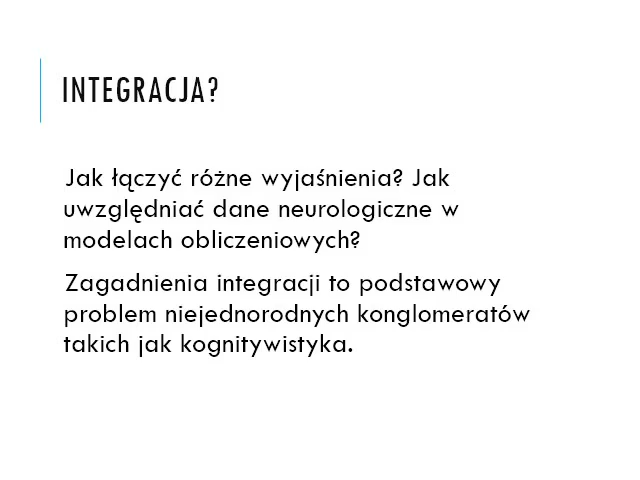 INTEGRACJA?
Jak łączyć różne wyjaśnienia? Jak
uwzględniać dane neurologiczne w
modelach obliczeniowych?
Zagadnienia integracji to podstawowy
problem niejednorodnych konglomeratów
takich jak kognitywistyka.